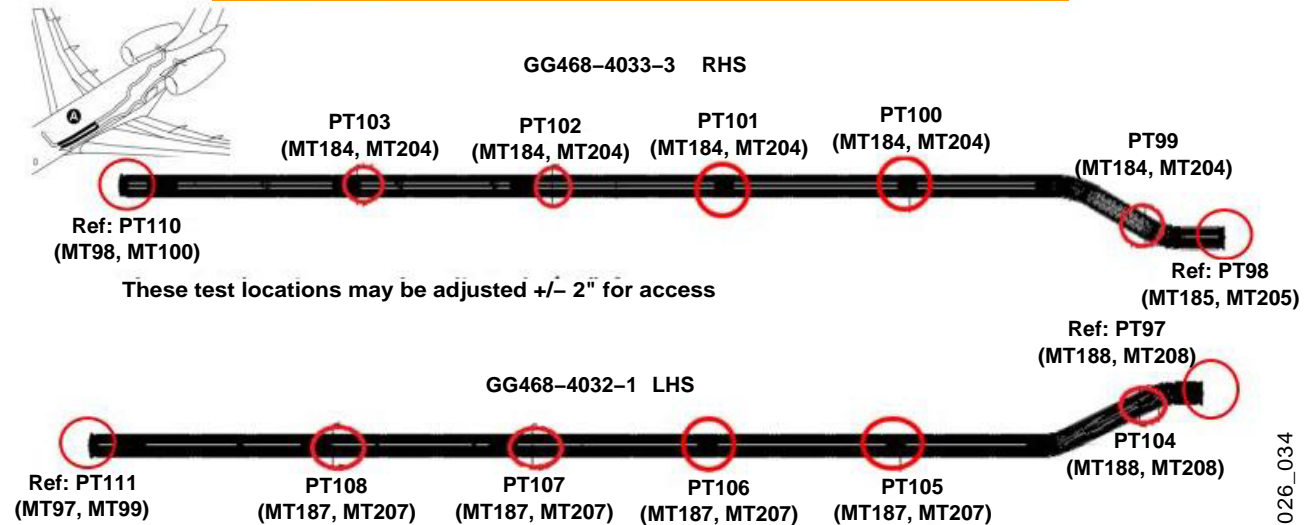 GG468–4033–3 RHS
A
PT103
(MT184, MT204)
PT102
(MT184, MT204)
PT101
(MT184, MT204)
PT100
(MT184, MT204)
PT99
(MT184, MT204)
Ref: PT110
(MT98, MT100)
Ref: PT98
(MT185, MT205)
These test locations may be adjusted +/– 2" for access
Ref: PT97
(MT188, MT208)
GG468–4032–1 LHS
PT104
(MT188, MT208)
Ref: PT111
(MT97, MT99)
PT108
(MT187, MT207)
PT107
(MT187, MT207)
PT106
(MT187, MT207)
PT105
(MT187, MT207)
026_034